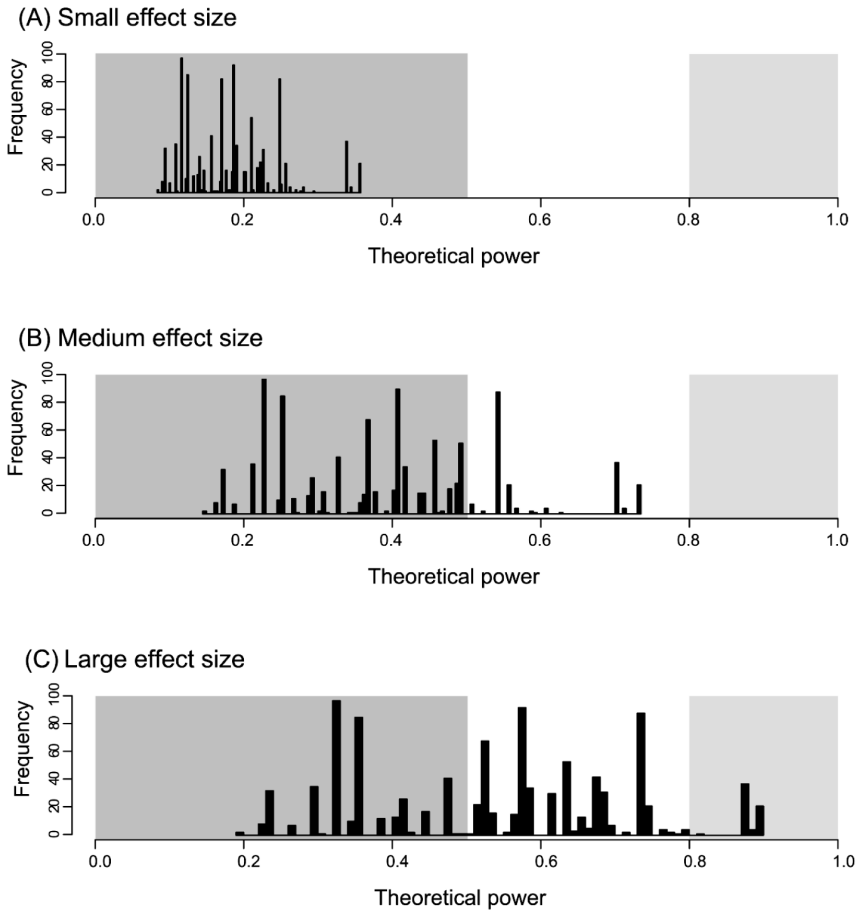 (A) Small effect size
Frequency
0 20 40 60 80 100
0.0 0.2 0.4 0.6 0.8 1.0
Theoretical power
(B) Medium effect size
Frequency
0 20 40 60 80 100
0.0 0.2 0.4 0.6 0.8 1.0
Theoretical power
(C) Large effect size
Frequency
0 20 40 60 80 100
0.0 0.2 0.4 0.6 0.8 1.0
Theoretical power